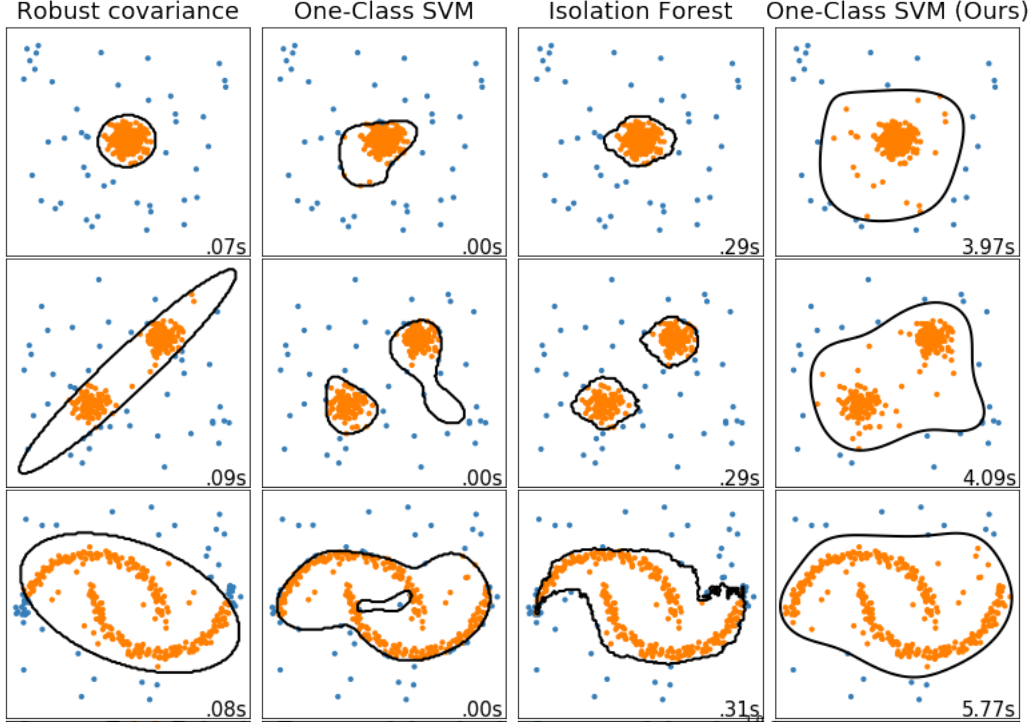 Robust covariance One-Class SVM Isolation Forest One-Class SVM (Ours)
.07s .00s .29s 3.97s
.09s .00s .29s 4.09s
.08s .00s .31s 5.77s